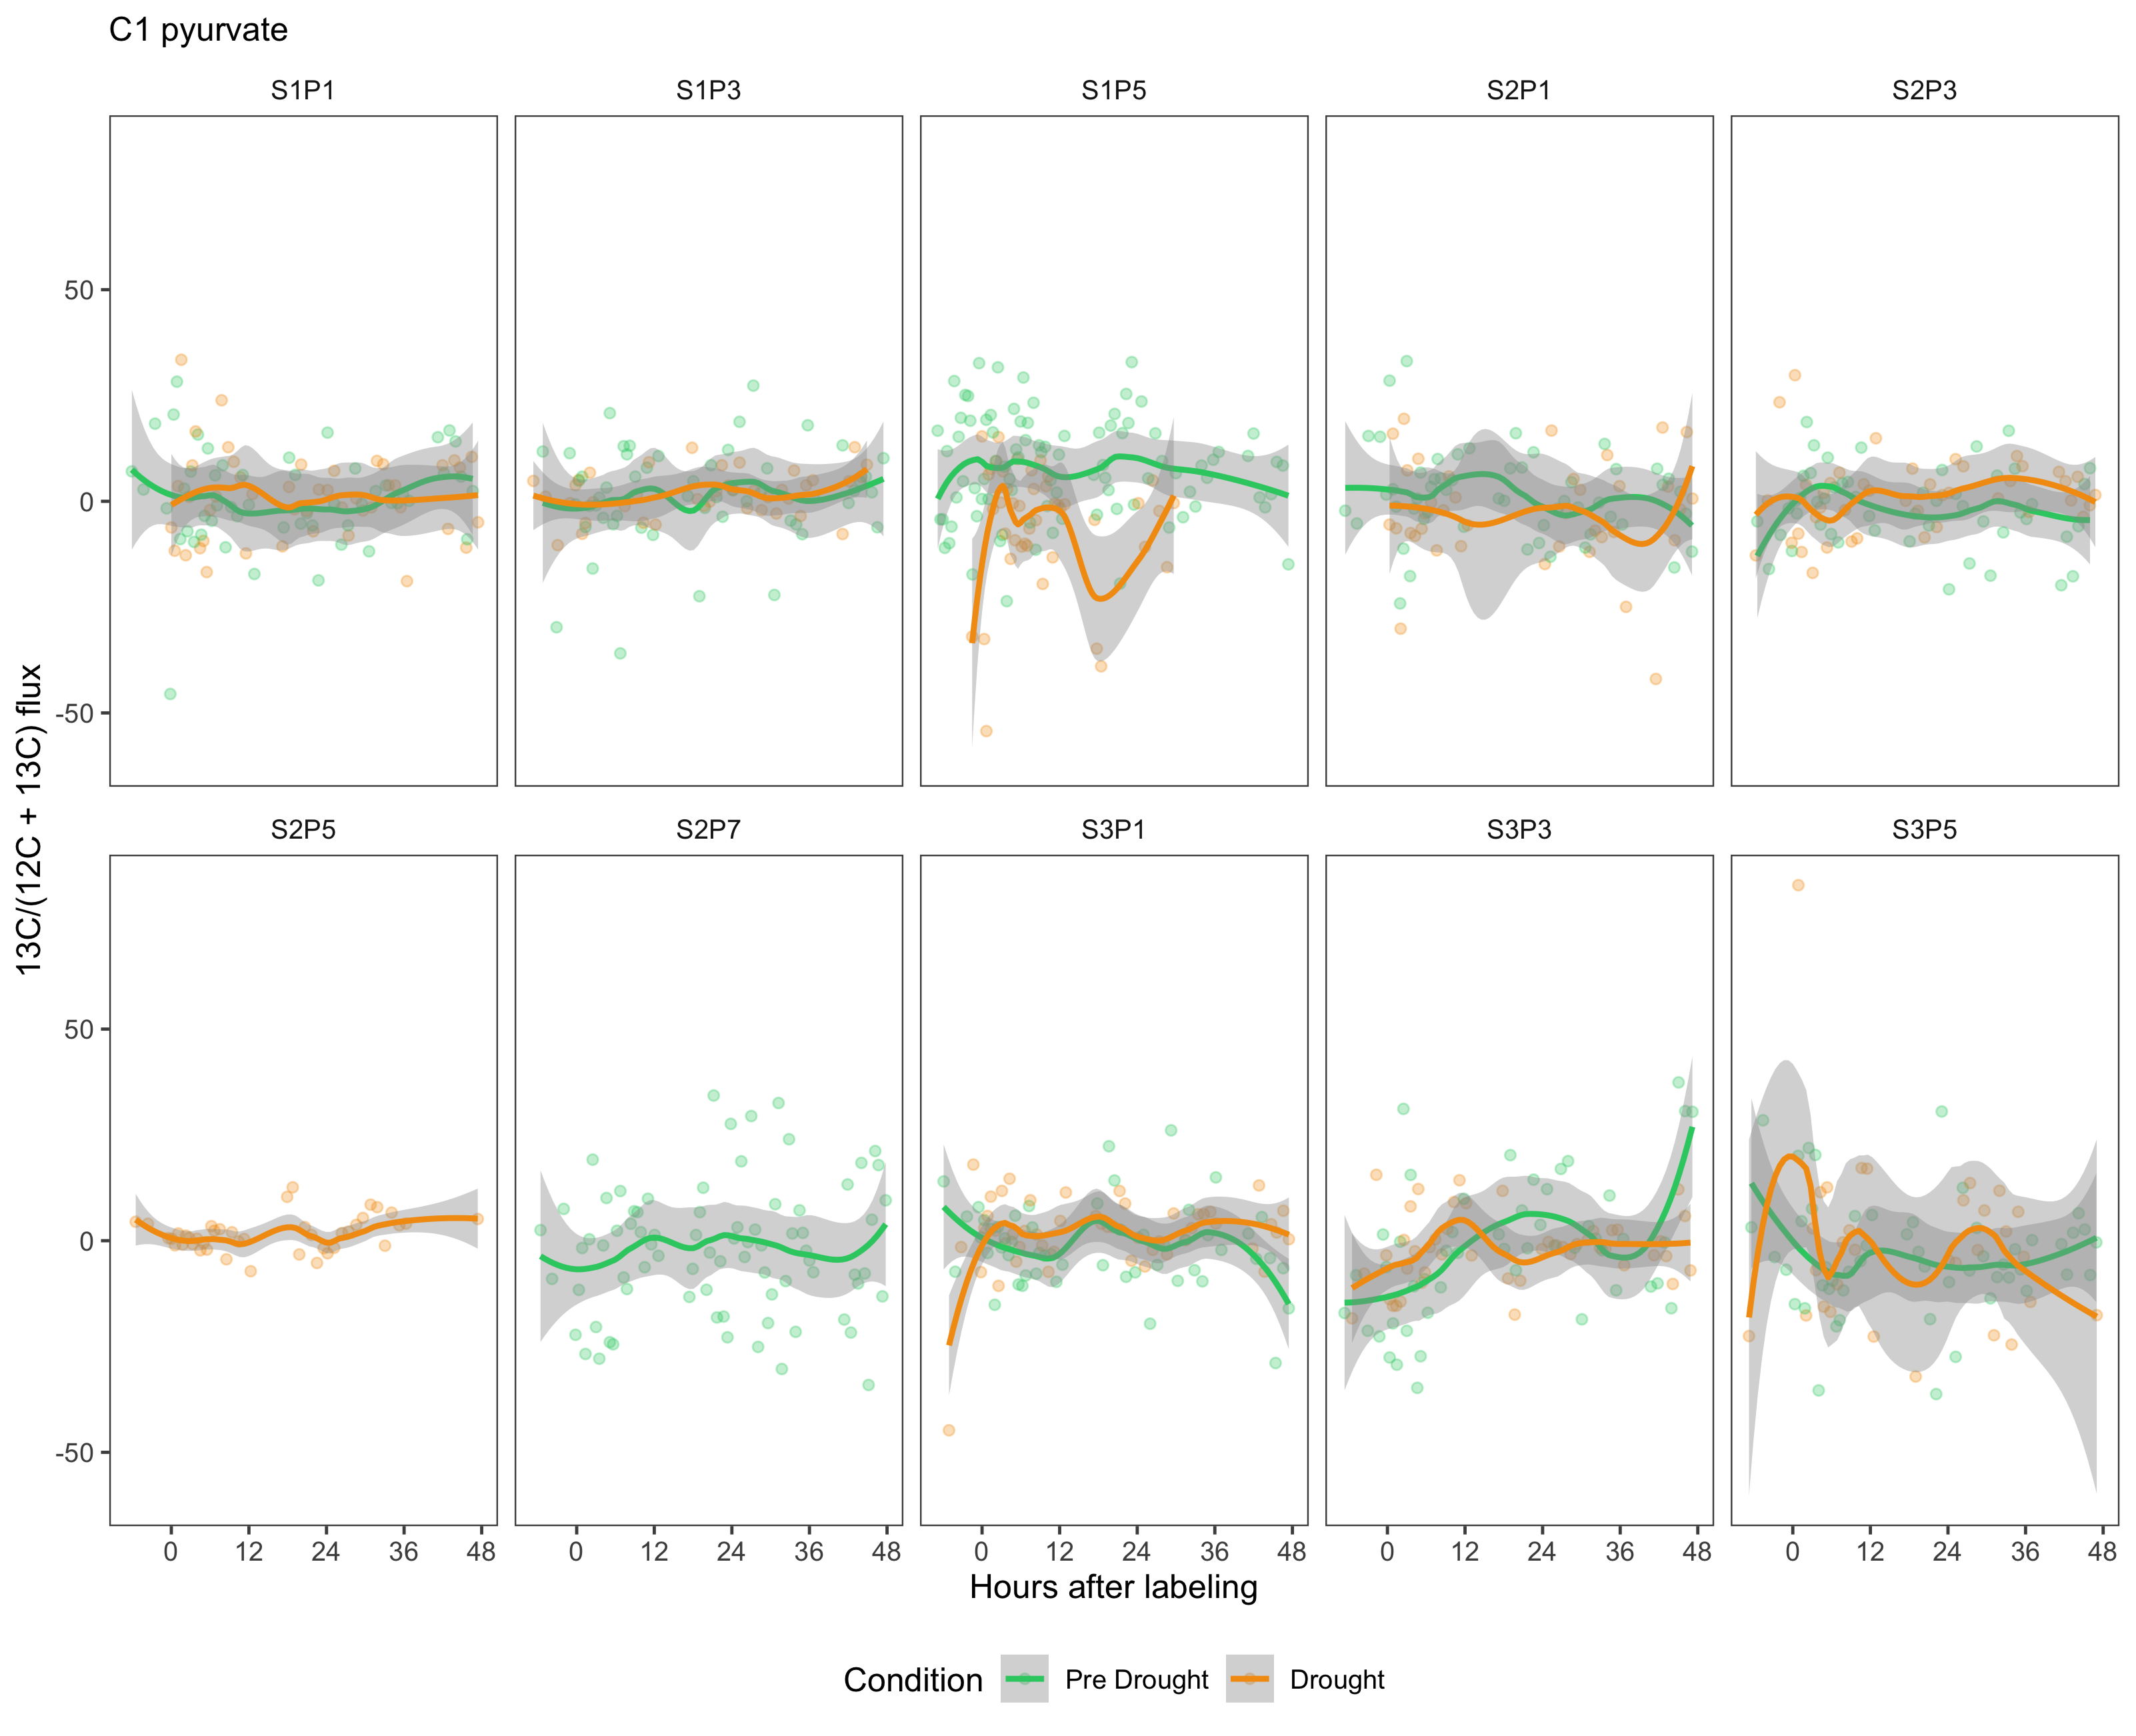 C1 pyurvate
S1P1 S1P3 S1P5 S2P1 S2P3
50
0
-50
13C/(12C + 13C) flux
S2P5 S2P7 S3P1 S3P3 S3P5
50
0
-50
0 12 24 36 48 0 12 24 36 48 0 12 24 36 48 0 12 24 36 48 0 12 24 36 48
Hours after labeling
Condition Pre Drought Drought